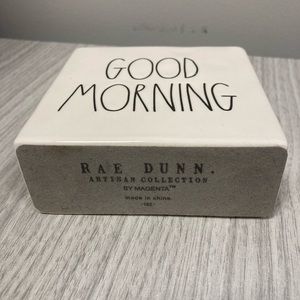 GOOD
MORNING
RAE DUNN.
ARTISAN COLLECTION
BY MAGENTA™
made in china